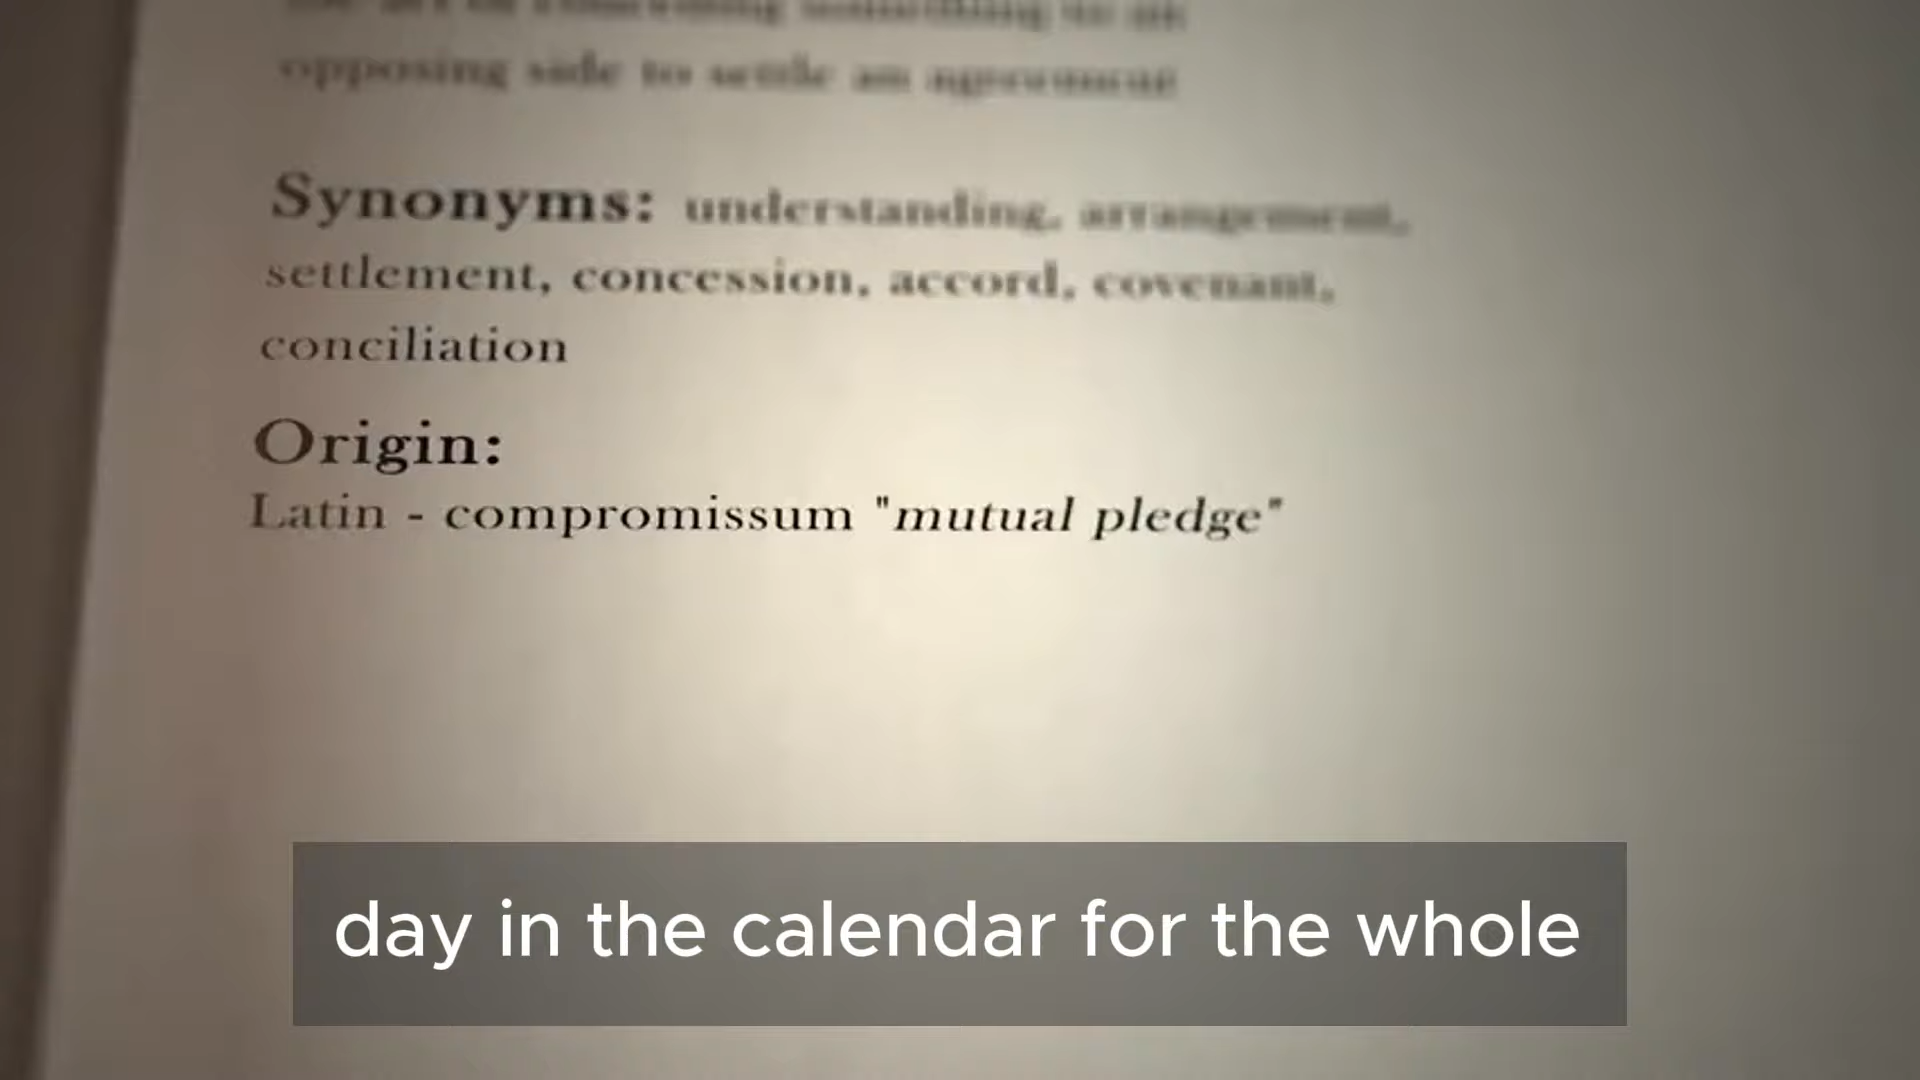 opposing side to settle an agreement
Synonyms: understanding, arrangement,
settlement, concession, accord, covenant,
conciliation
Origin:
Latin - compromissum "mutual pledge"
day in the calendar for the whole